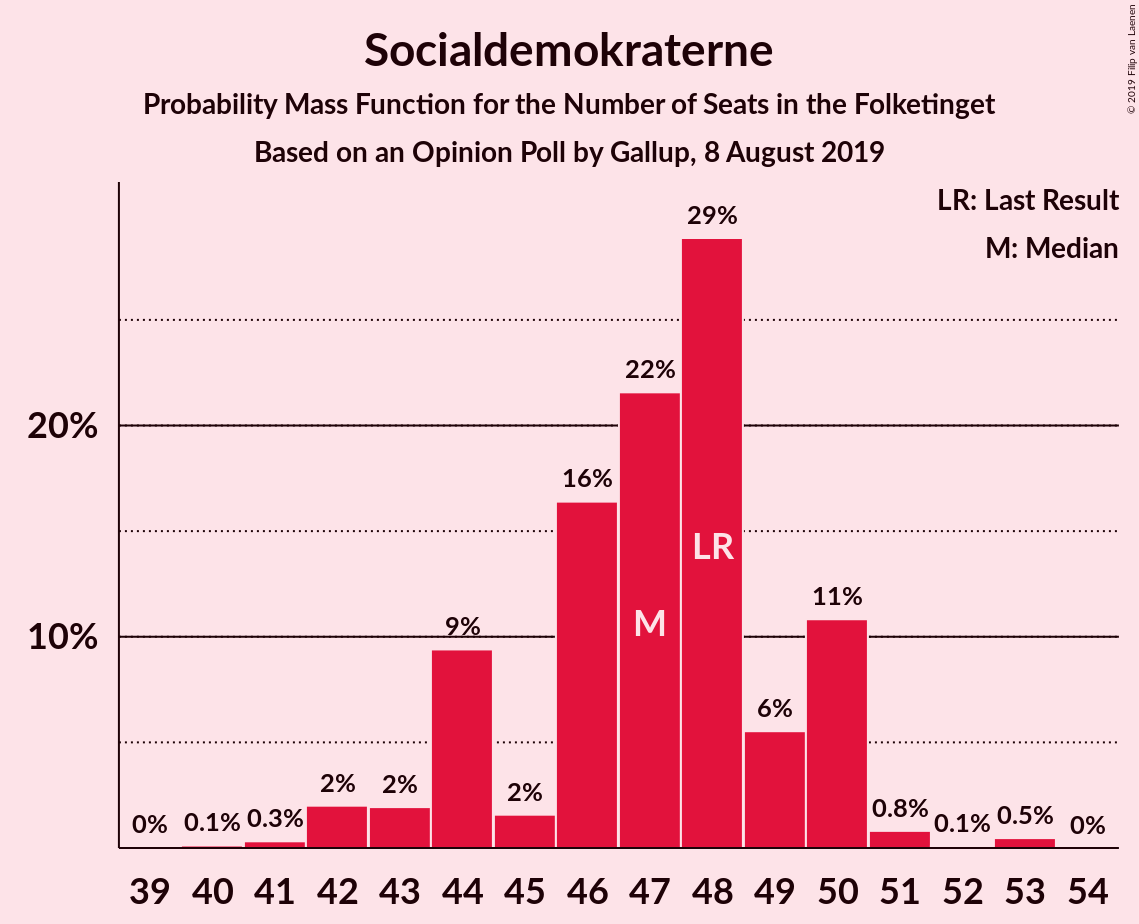 Socialdemokraterne
Probability Mass Function for the Number of Seats in the Folketinget
Based on an Opinion Poll by Gallup, 8 August 2019
© 2019 Filip van Laenen
LR: Last Result
M: Median
29%
22%
20%
16%
LR
11%
M
10%
9%
6%
2%
2%
2%
0%
0.1%
0.3%
0.8%
0.1%
0.5%
0%
39 40 41 42 43 44 45 46 47 48 49 50 51 52 53 54